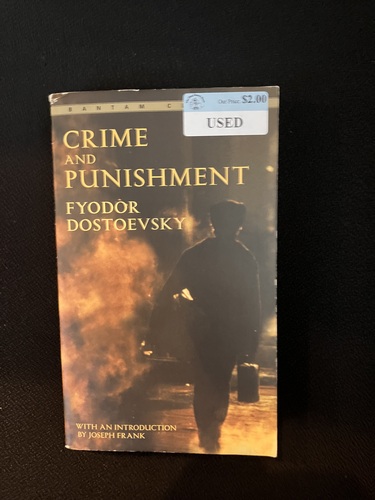 BANTAM C
Our Price: $2.00
USED
CRIME
AND
PUNISHMENT
FYODOR
DOSTOEVSKY
WITH AN INTRODUCTION
BY JOSEPH FRANK